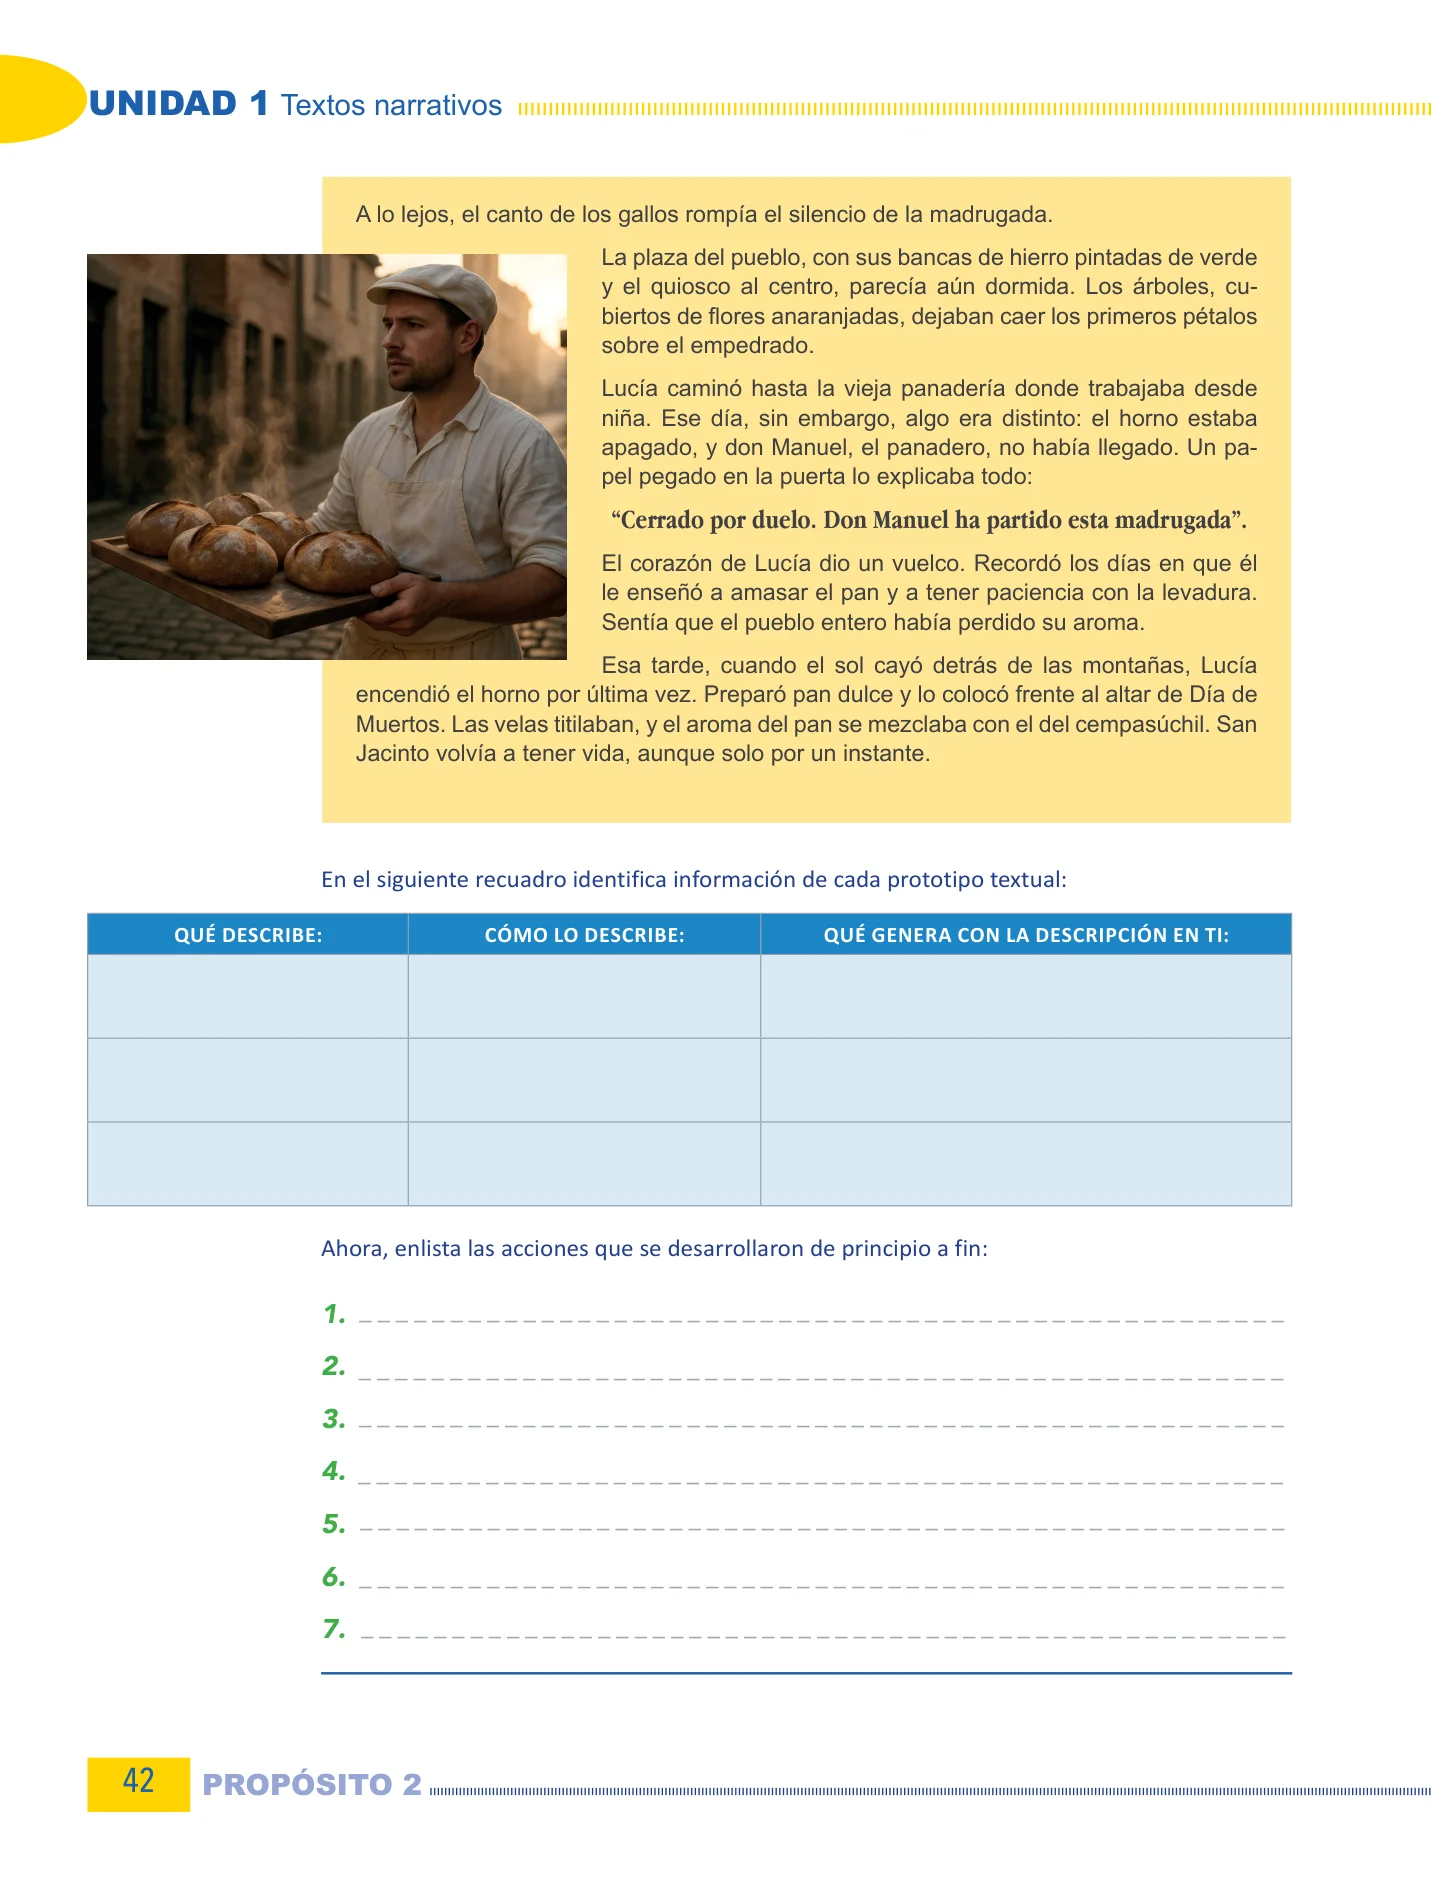 UNIDAD 1 Textos narrativos
A lo lejos, el canto de los gallos rompía el silencio de la madrugada.
La plaza del pueblo, con sus bancas de hierro pintadas de verde
y el quiosco al centro, parecía aún dormida. Los árboles, cu-
biertos de flores anaranjadas, dejaban caer los primeros pétalos
sobre el empedrado.
Lucía caminó hasta la vieja panadería donde trabajaba desde
niña. Ese día, sin embargo, algo era distinto: el horno estaba
apagado, y don Manuel, el panadero, no había llegado. Un pa-
pel pegado en la puerta lo explicaba todo:
“Cerrado por duelo. Don Manuel ha partido esta madrugada”.
El corazón de Lucía dio un vuelco. Recordó los días en que él
le enseñó a amasar el pan y a tener paciencia con la levadura.
Sentía que el pueblo entero había perdido su aroma.
Esa tarde, cuando el sol cayó detrás de las montañas, Lucía
encendió el horno por última vez. Preparó pan dulce y lo colocó frente al altar de Día de
Muertos. Las velas titilaban, y el aroma del pan se mezclaba con el del cempasúchil. San
Jacinto volvía a tener vida, aunque solo por un instante.
En el siguiente recuadro identifica información de cada prototipo textual:
QUÉ DESCRIBE: CÓMO LO DESCRIBE: QUÉ GENERA CON LA DESCRIPCIÓN EN TI:
Ahora, enlista las acciones que se desarrollaron de principio a fin:
1.
2.
3.
4.
5.
6.
7.
42 PROPÓSITO 2